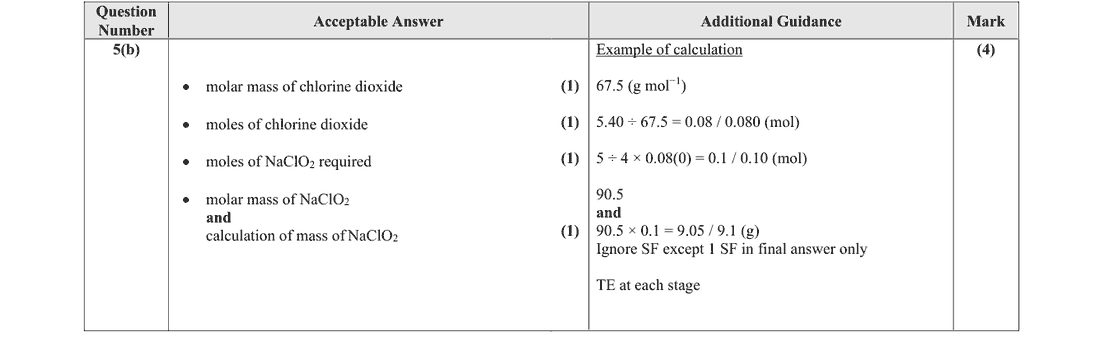 Question Number
Acceptable Answer
Additional Guidance
Mark
5(b)
Example of calculation
(4)
• molar mass of chlorine dioxide (1) 67.5 (g mol⁻¹)
• moles of chlorine dioxide (1) 5.40 ÷ 67.5 = 0.08 / 0.080 (mol)
• moles of NaClO₂ required (1) 5 ÷ 4 × 0.08(0) = 0.1 / 0.10 (mol)
• molar mass of NaClO₂ 90.5
and and
calculation of mass of NaClO₂ (1) 90.5 × 0.1 = 9.05 / 9.1 (g)
Ignore SF except 1 SF in final answer only
TE at each stage